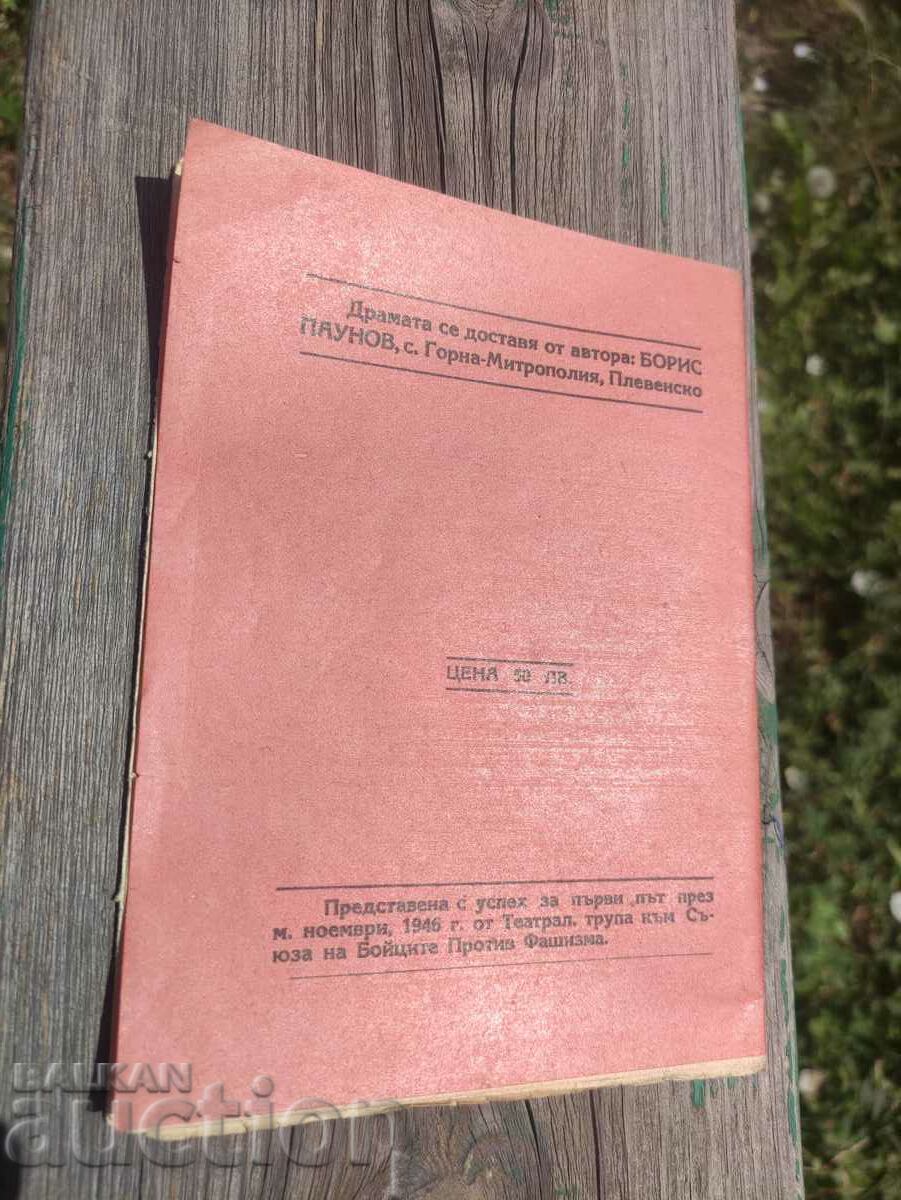 Драмата се доставя от автора: БОРИС
ПАУНОВ, с. Горна-Митрополия, Плевенско
ЦЕНА 50 ЛВ.
Представена с успех за първи път през
м. ноември, 1946 г. от Театрал. трупа към Съ-
юза на Бойците Против Фашизма.
BALKAN
auction